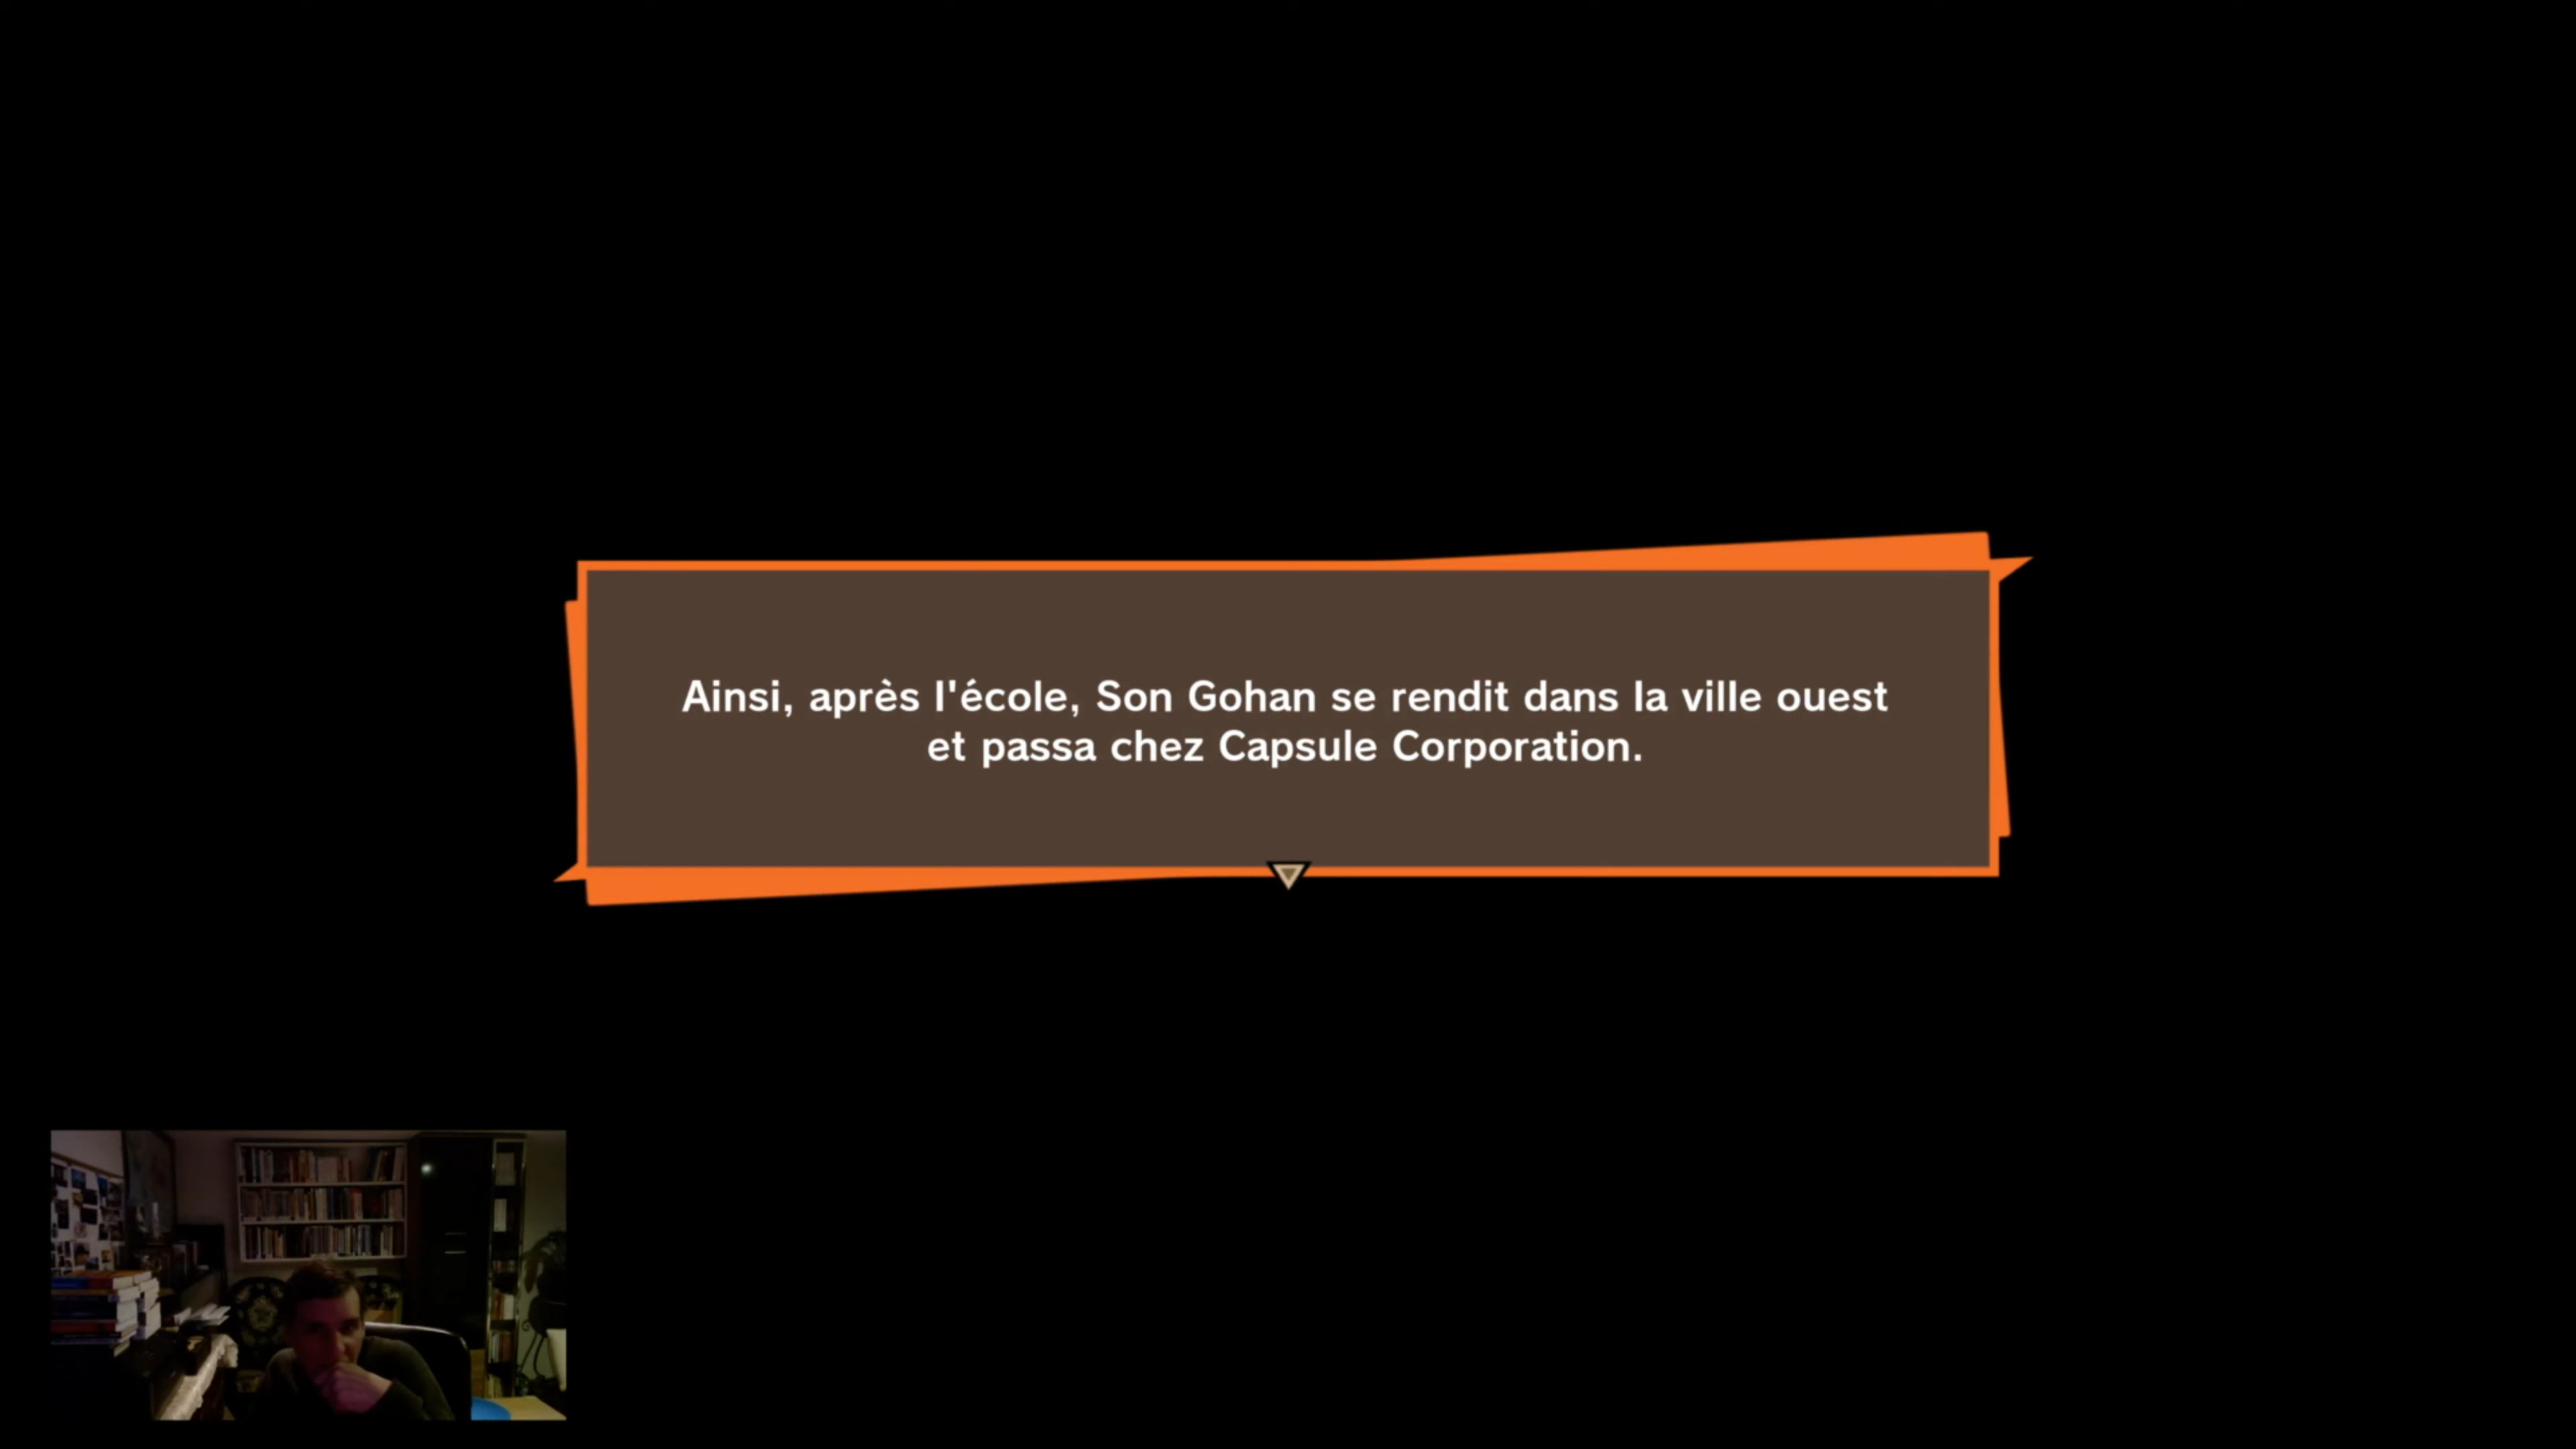 Ainsi, après l'école, Son Gohan se rendit dans la ville ouest
et passa chez Capsule Corporation.